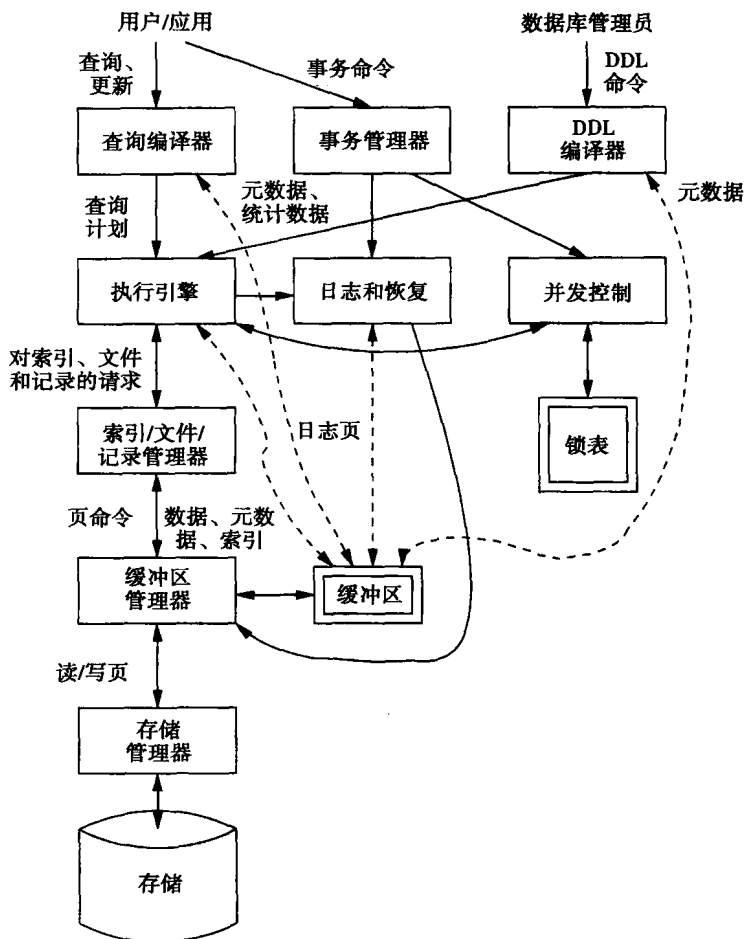 用户/应用
数据库管理员
查询、
更新
事务命令
DDL
命令
查询编译器
事务管理器
DDL
编译器
查询
计划
元数据、
统计数据
元数据
执行引擎
日志和恢复
并发控制
对索引、文件
和记录的请求
索引/文件/
记录管理器
日志页
锁表
页命令
数据、元数
据、索引
缓冲区
管理器
缓冲区
读/写页
存储
管理器
存储